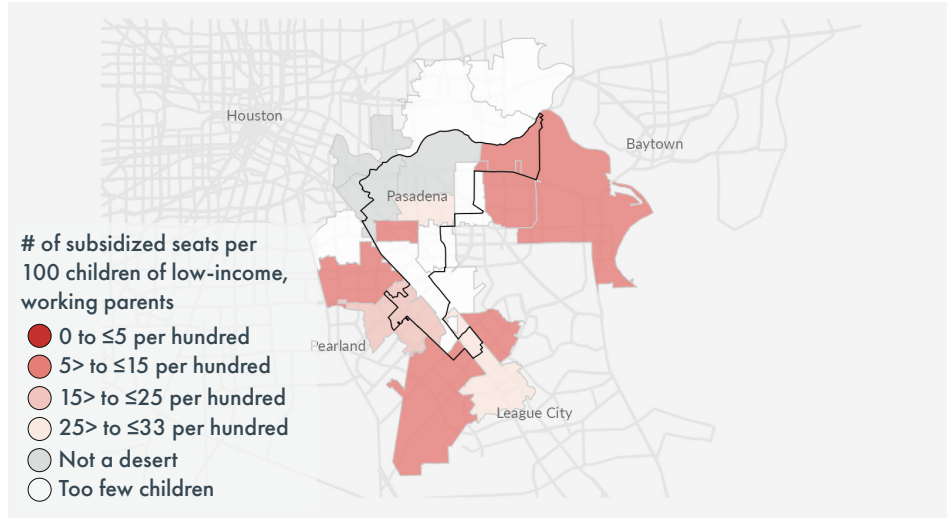 Houston
Baytown
Pasadena
# of subsidized seats per
100 children of low-income,
working parents
0 to ≤5 per hundred
5> to ≤15 per hundred
15> to ≤25 per hundred
25> to ≤33 per hundred
Not a desert
Too few children
Pearland
League City